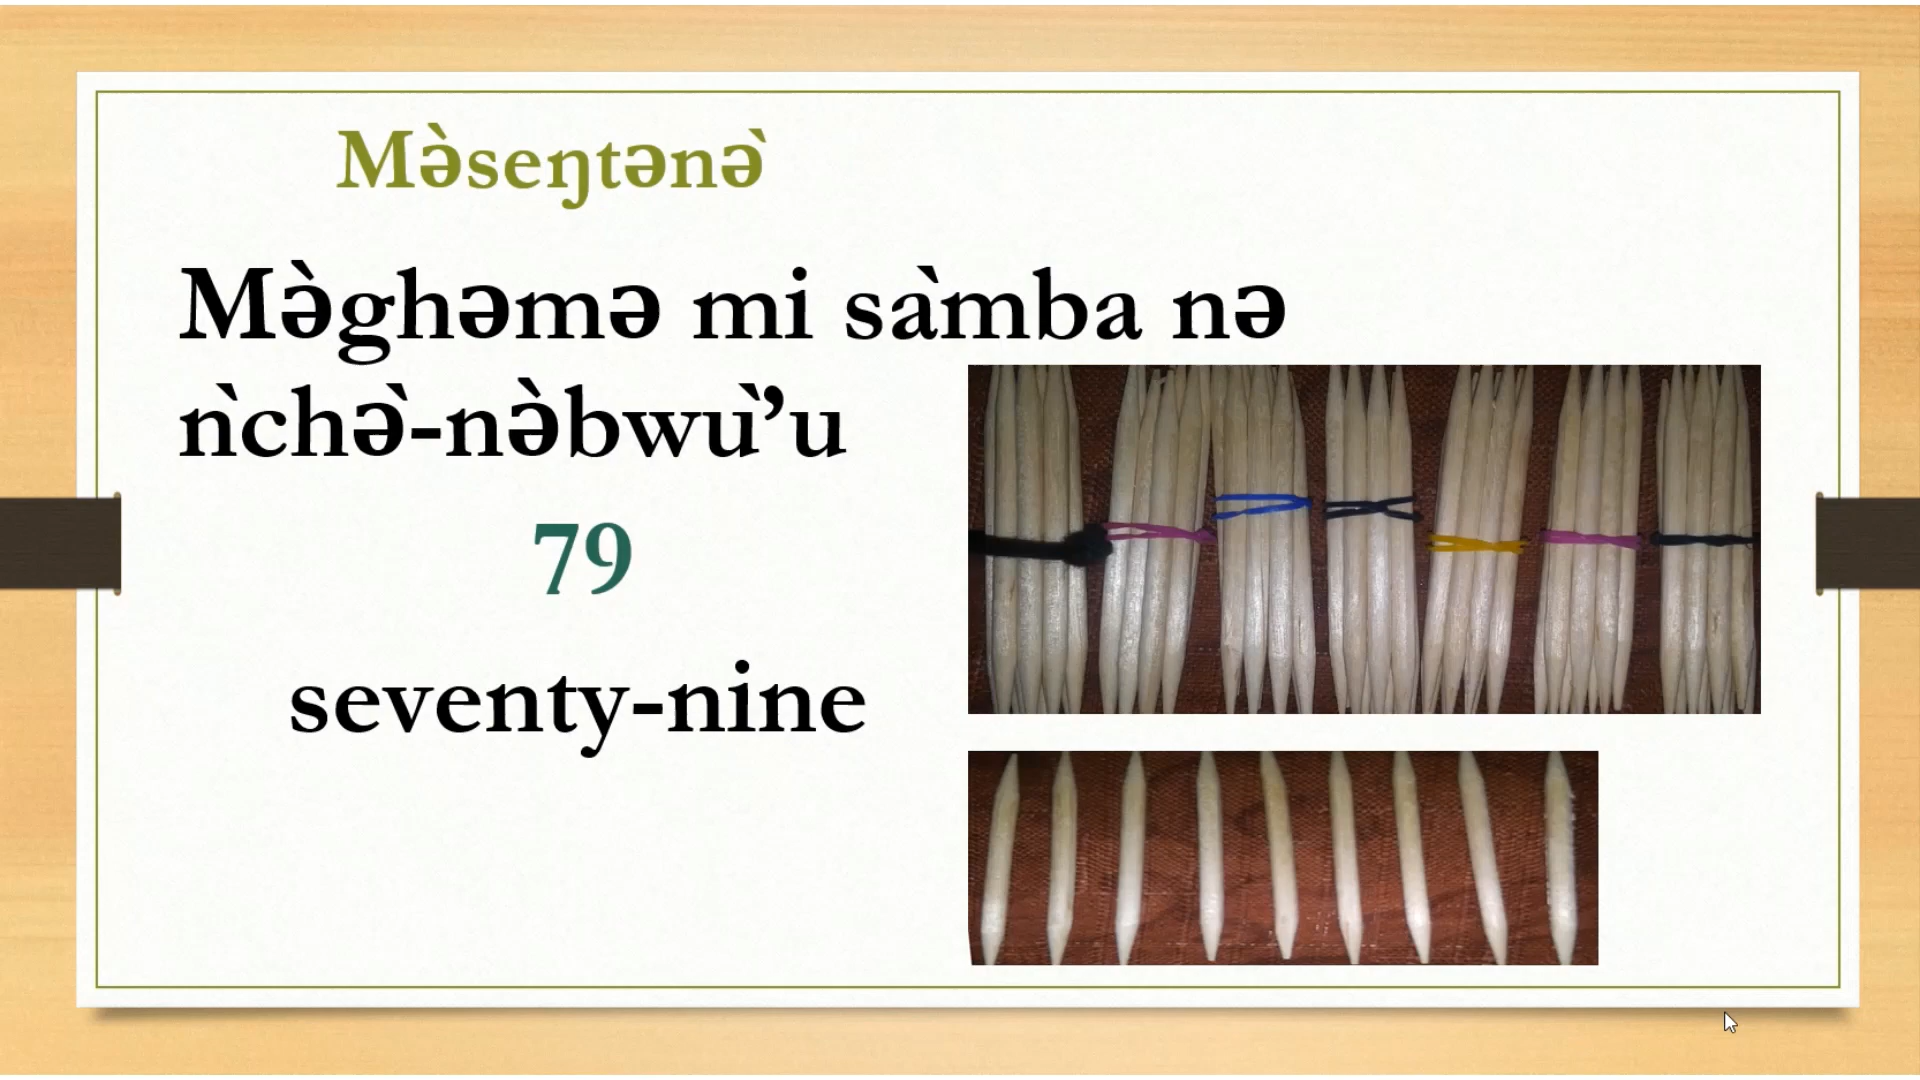 Mə̀seŋtənə̀
Mə̀ghəmə mi sàmba nə
ǹchə̀-nə̀bwù’u
79
seventy-nine